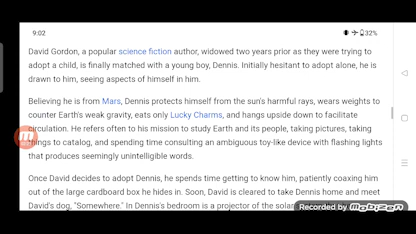 9:02
32%
David Gordon, a popular science fiction author, widowed two years prior as they were trying to
adopt a child, is finally matched with a young boy, Dennis. Initially hesitant to adopt alone, he is
drawn to him, seeing aspects of himself in him.
Believing he is from Mars, Dennis protects himself from the sun's harmful rays, wears weights to
counter Earth's weak gravity, eats only Lucky Charms, and hangs upside down to facilitate
circulation. He refers often to his mission to study Earth and its people, taking pictures, taking
things to catalog, and spending time consulting an ambiguous toy-like device with flashing lights
that produces seemingly unintelligible words.
Once David decides to adopt Dennis, he spends time getting to know him, patiently coaxing him
out of the large cardboard box he hides in. Soon, David is cleared to take Dennis home and meet
David's dog, "Somewhere." In Dennis's bedroom is a projector of the sola
Recorded by Mobizen